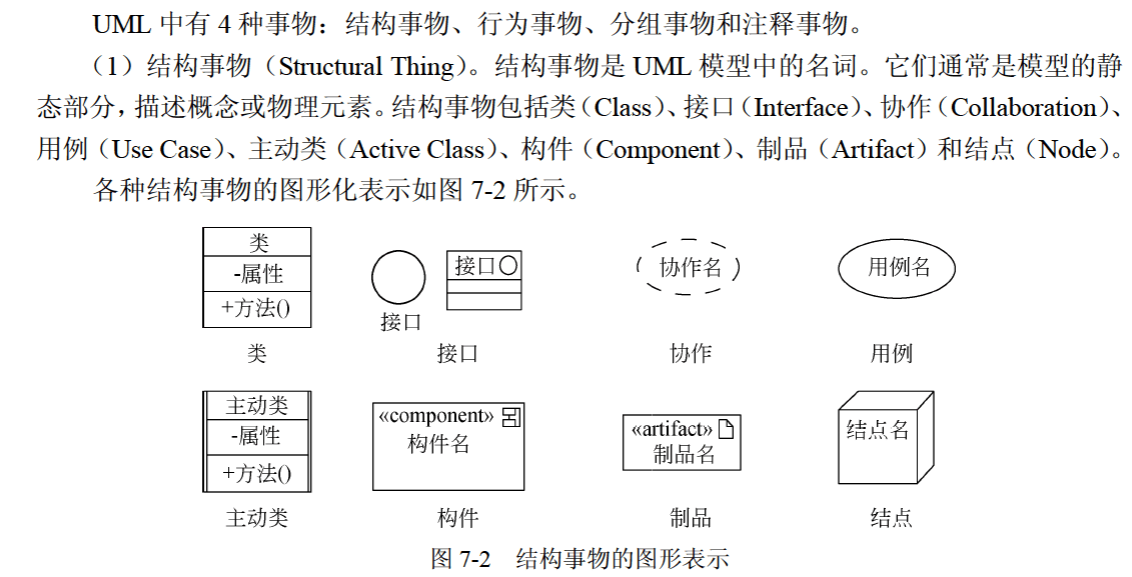 UML 中有 4 种事物：结构事物、行为事物、分组事物和注释事物。
（1）结构事物（Structural Thing）。结构事物是 UML 模型中的名词。它们通常是模型的静
态部分，描述概念或物理元素。结构事物包括类（Class）、接口（Interface）、协作（Collaboration）、
用例（Use Case）、主动类（Active Class）、构件（Component）、制品（Artifact）和结点（Node）。
各种结构事物的图形化表示如图 7-2 所示。
类
-属性
+方法()
类
接口
接口
接口
协作名
协作
用例名
用例
主动类
-属性
+方法()
主动类
«component»
构件名
构件
«artifact»
制品名
制品
结点名
结点
图 7-2 结构事物的图形表示